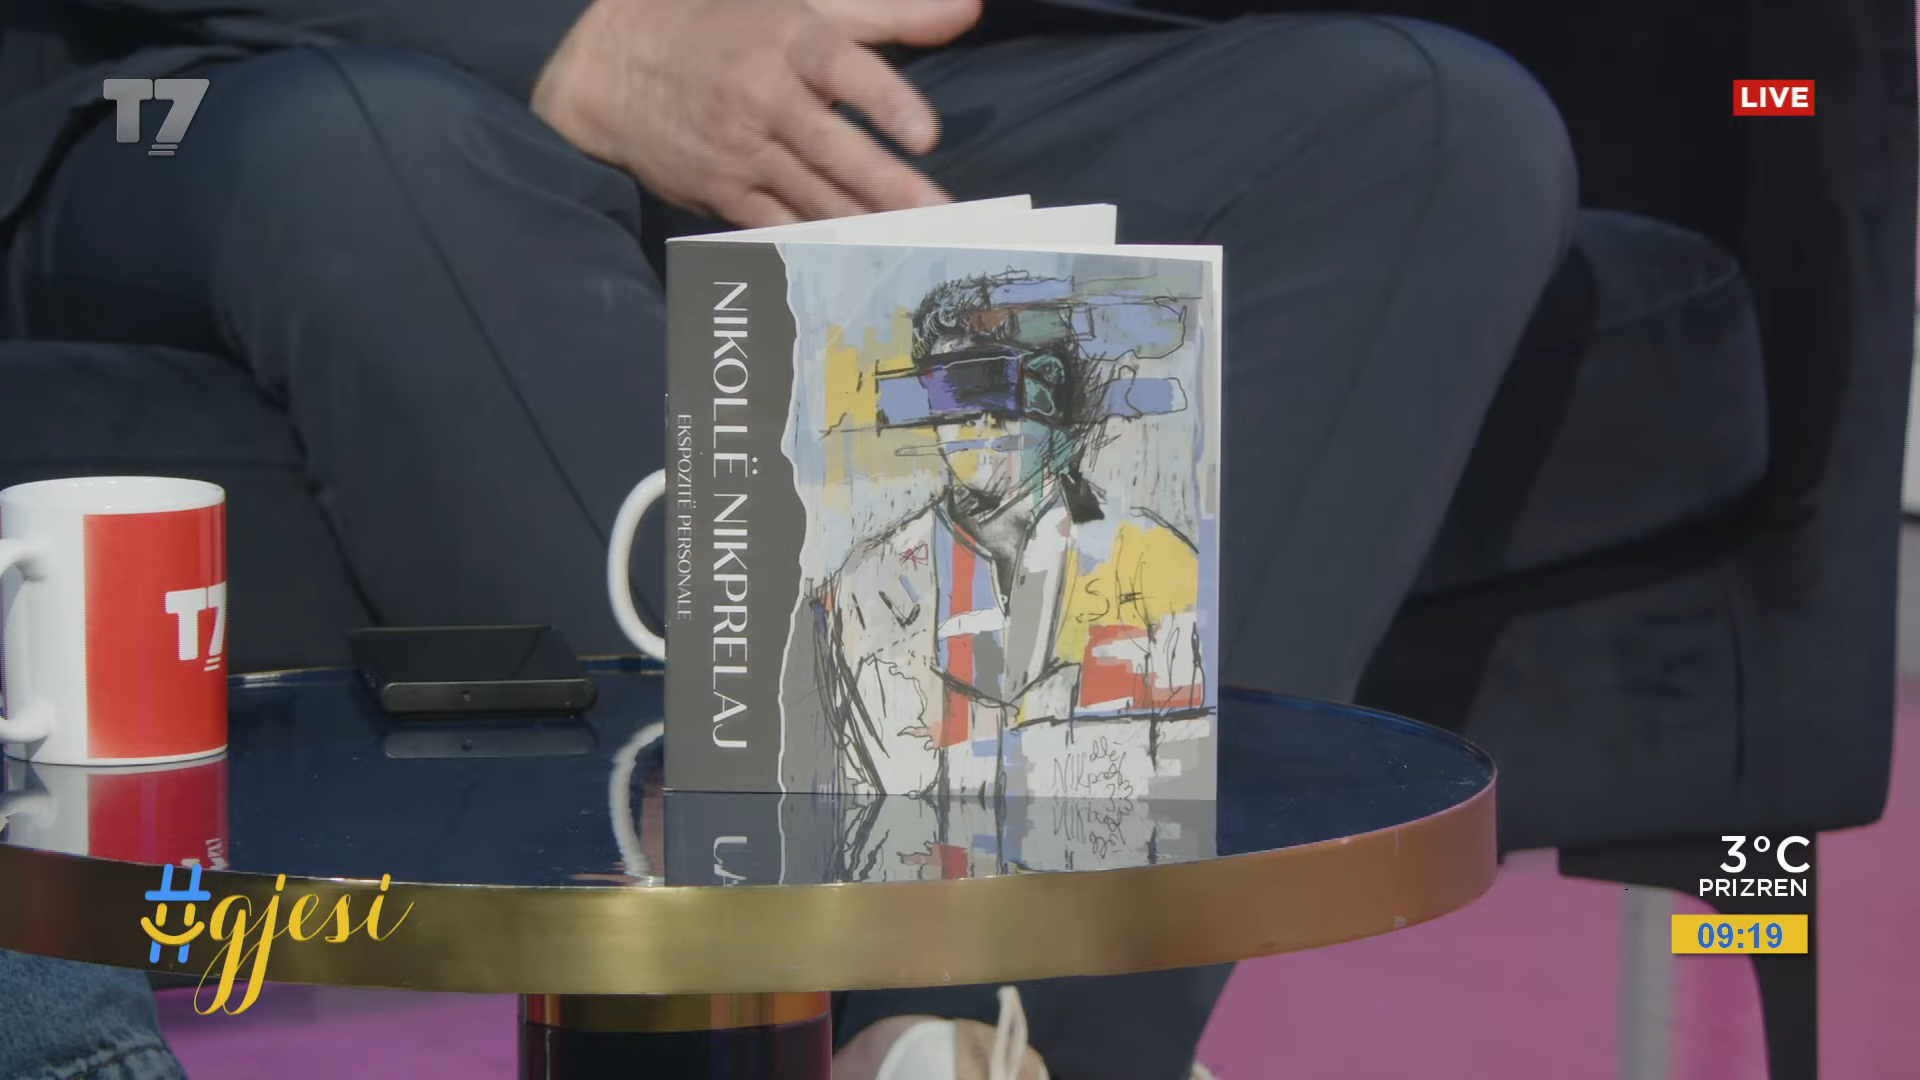 T7
LIVE
NIKOLLË NIKPRELAJ
EKSPOZITË PERSONALE
T7
3°C
PRIZREN
09:19
#gjesi